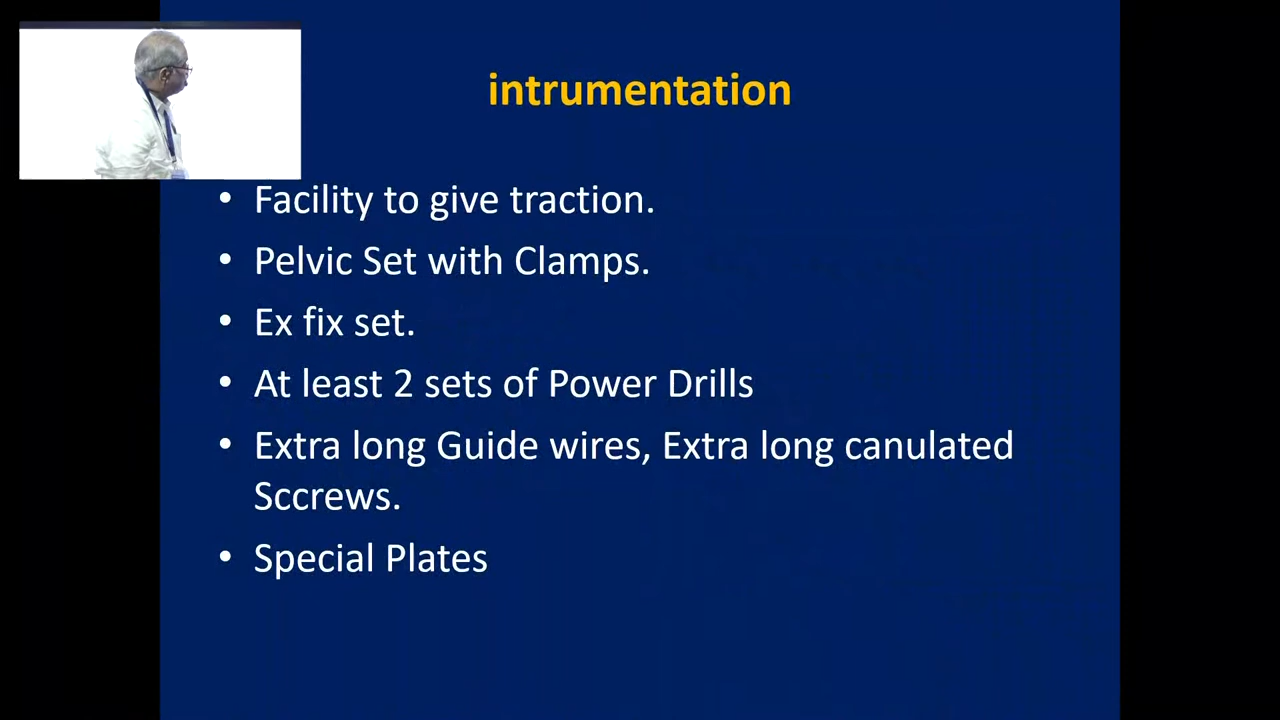 intrumentation
• Facility to give traction.
• Pelvic Set with Clamps.
• Ex fix set.
• At least 2 sets of Power Drills
• Extra long Guide wires, Extra long canulated
Sccrews.
• Special Plates